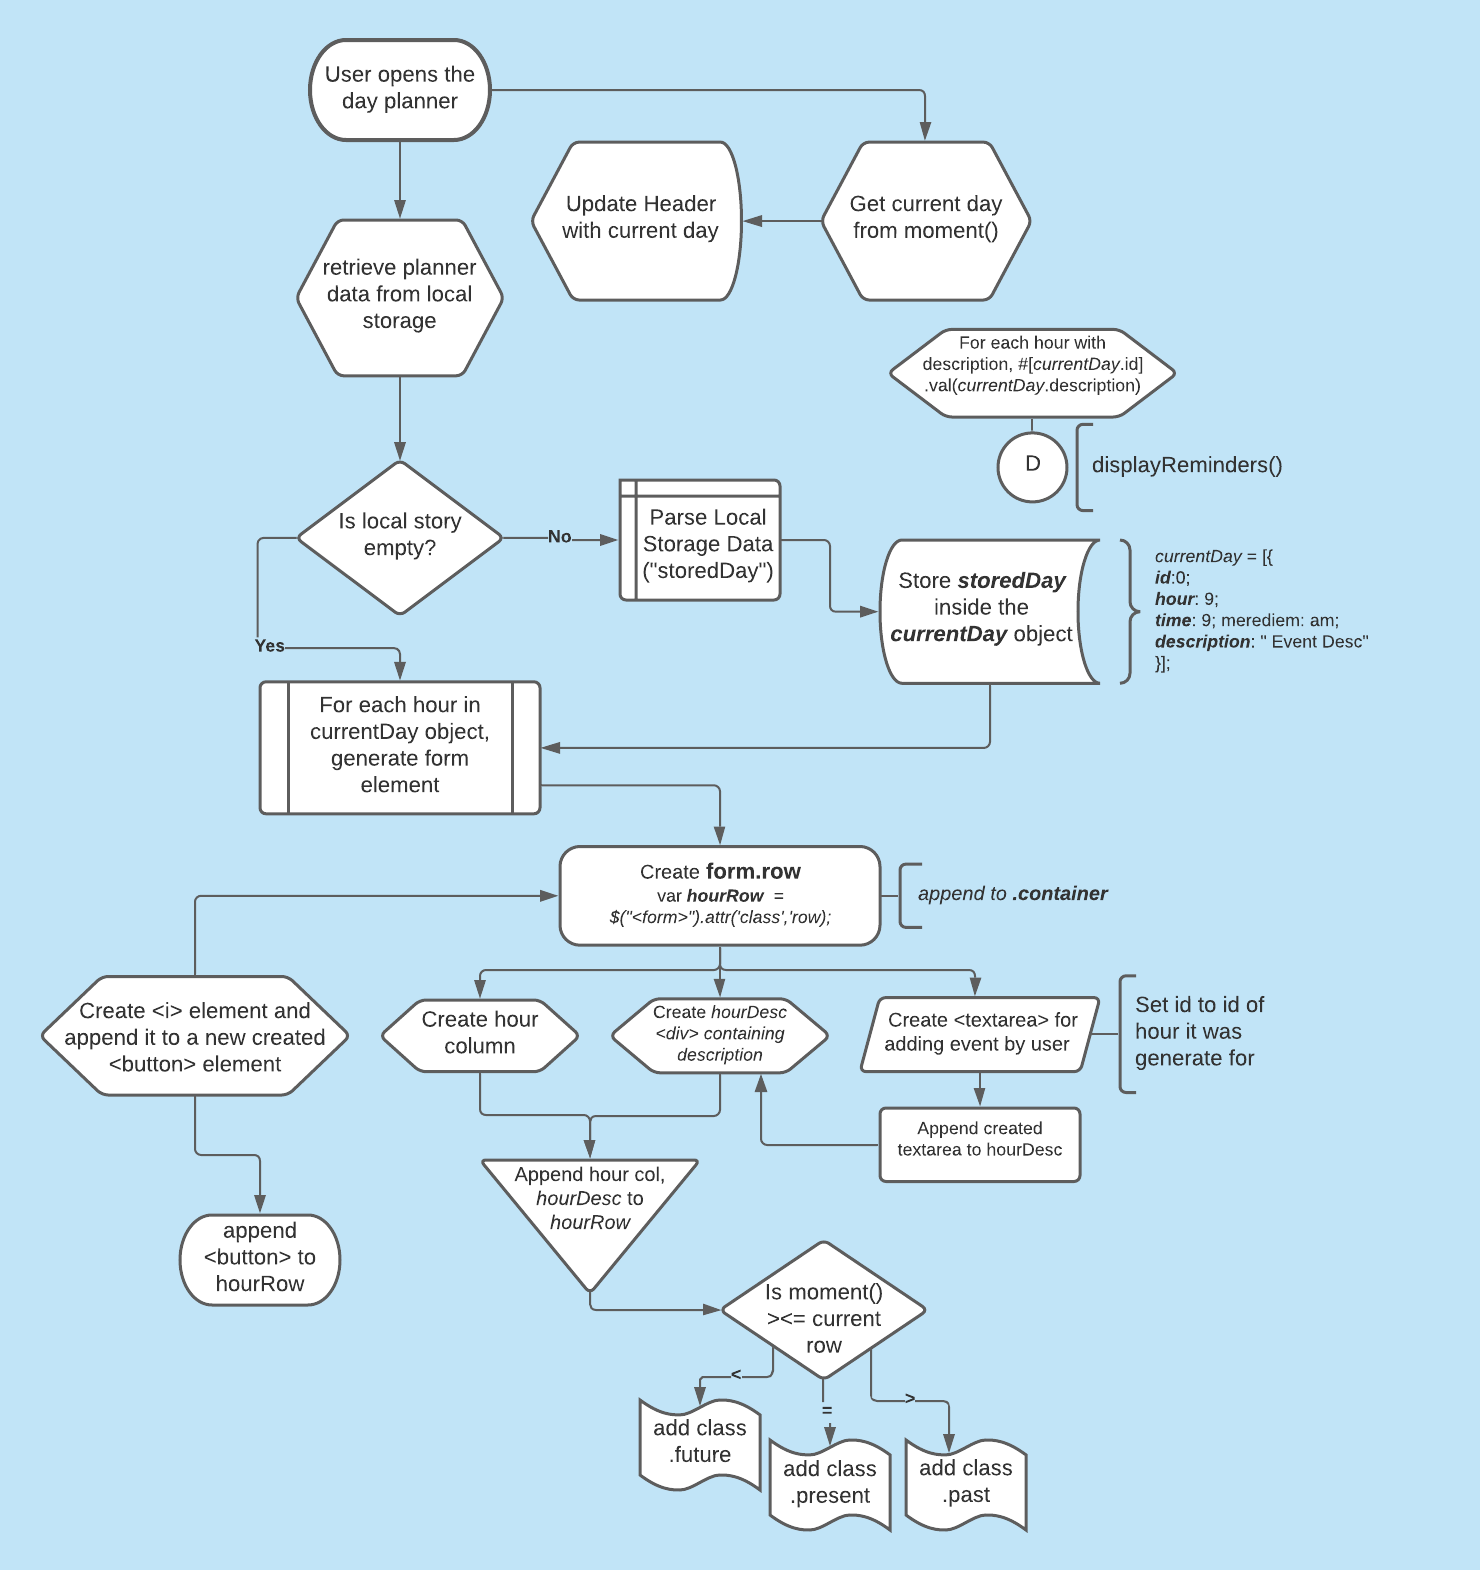 User opens the
day planner
Update Header
with current day
Get current day
from moment()
retrieve planner
data from local
storage
For each hour with
description, #[currentDay.id]
.val(currentDay.description)
D
displayReminders()
Is local story
empty?
No
Parse Local
Storage Data
("storedDay")
Store storedDay
inside the
currentDay object
currentDay = [{
id:0;
hour: 9;
time: 9; merediem: am;
description: " Event Desc"
}];
Yes
For each hour in
currentDay object,
generate form
element
Create form.row
var hourRow =
$("<form>").attr('class','row);
append to .container
Create <i> element and
append it to a new created
<button> element
Create hour
column
Create hourDesc
<div> containing
description
Create <textarea> for
adding event by user
Set id to id of
hour it was
generate for
Append created
textarea to hourDesc
Append hour col,
hourDesc to
hourRow
append
<button> to
hourRow
Is moment()
><= current
row
<
=
>
add class
.future
add class
.present
add class
.past